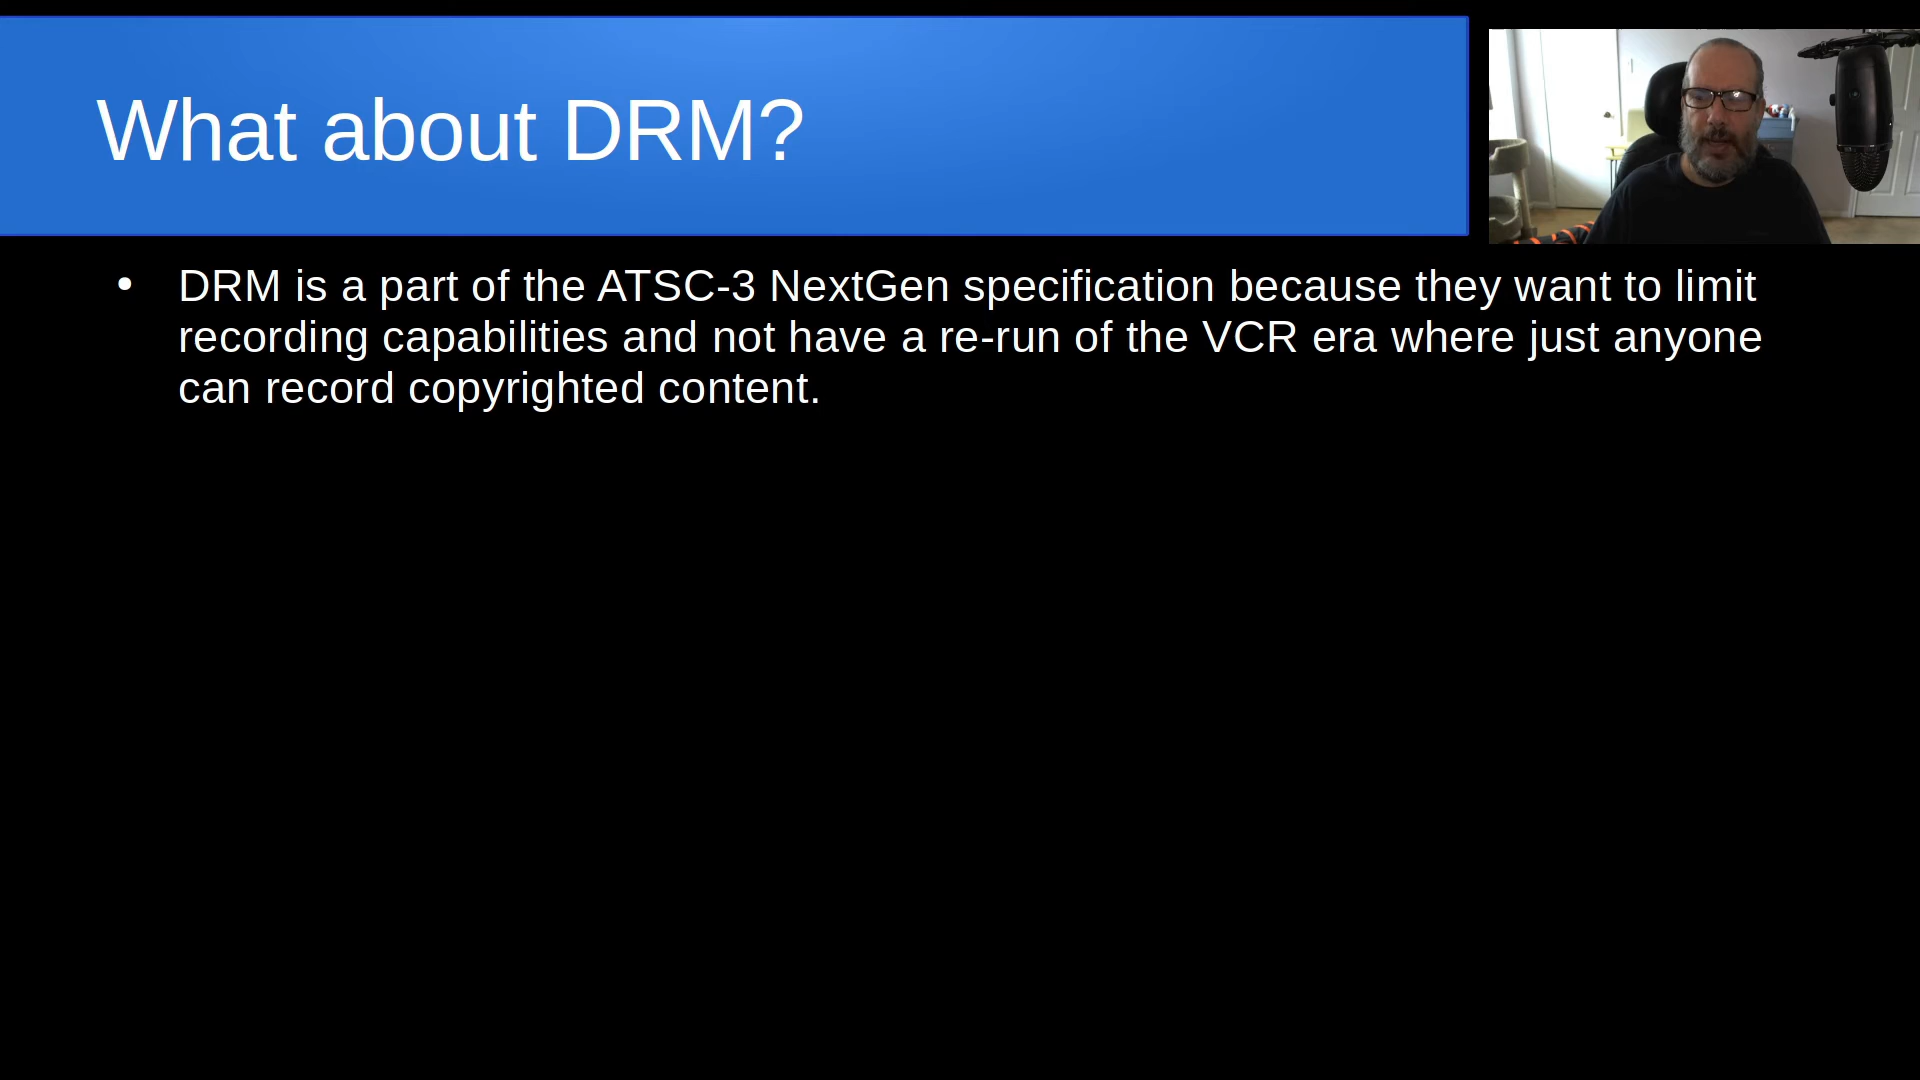 What about DRM?
• DRM is a part of the ATSC-3 NextGen specification because they want to limit
recording capabilities and not have a re-run of the VCR era where just anyone
can record copyrighted content.